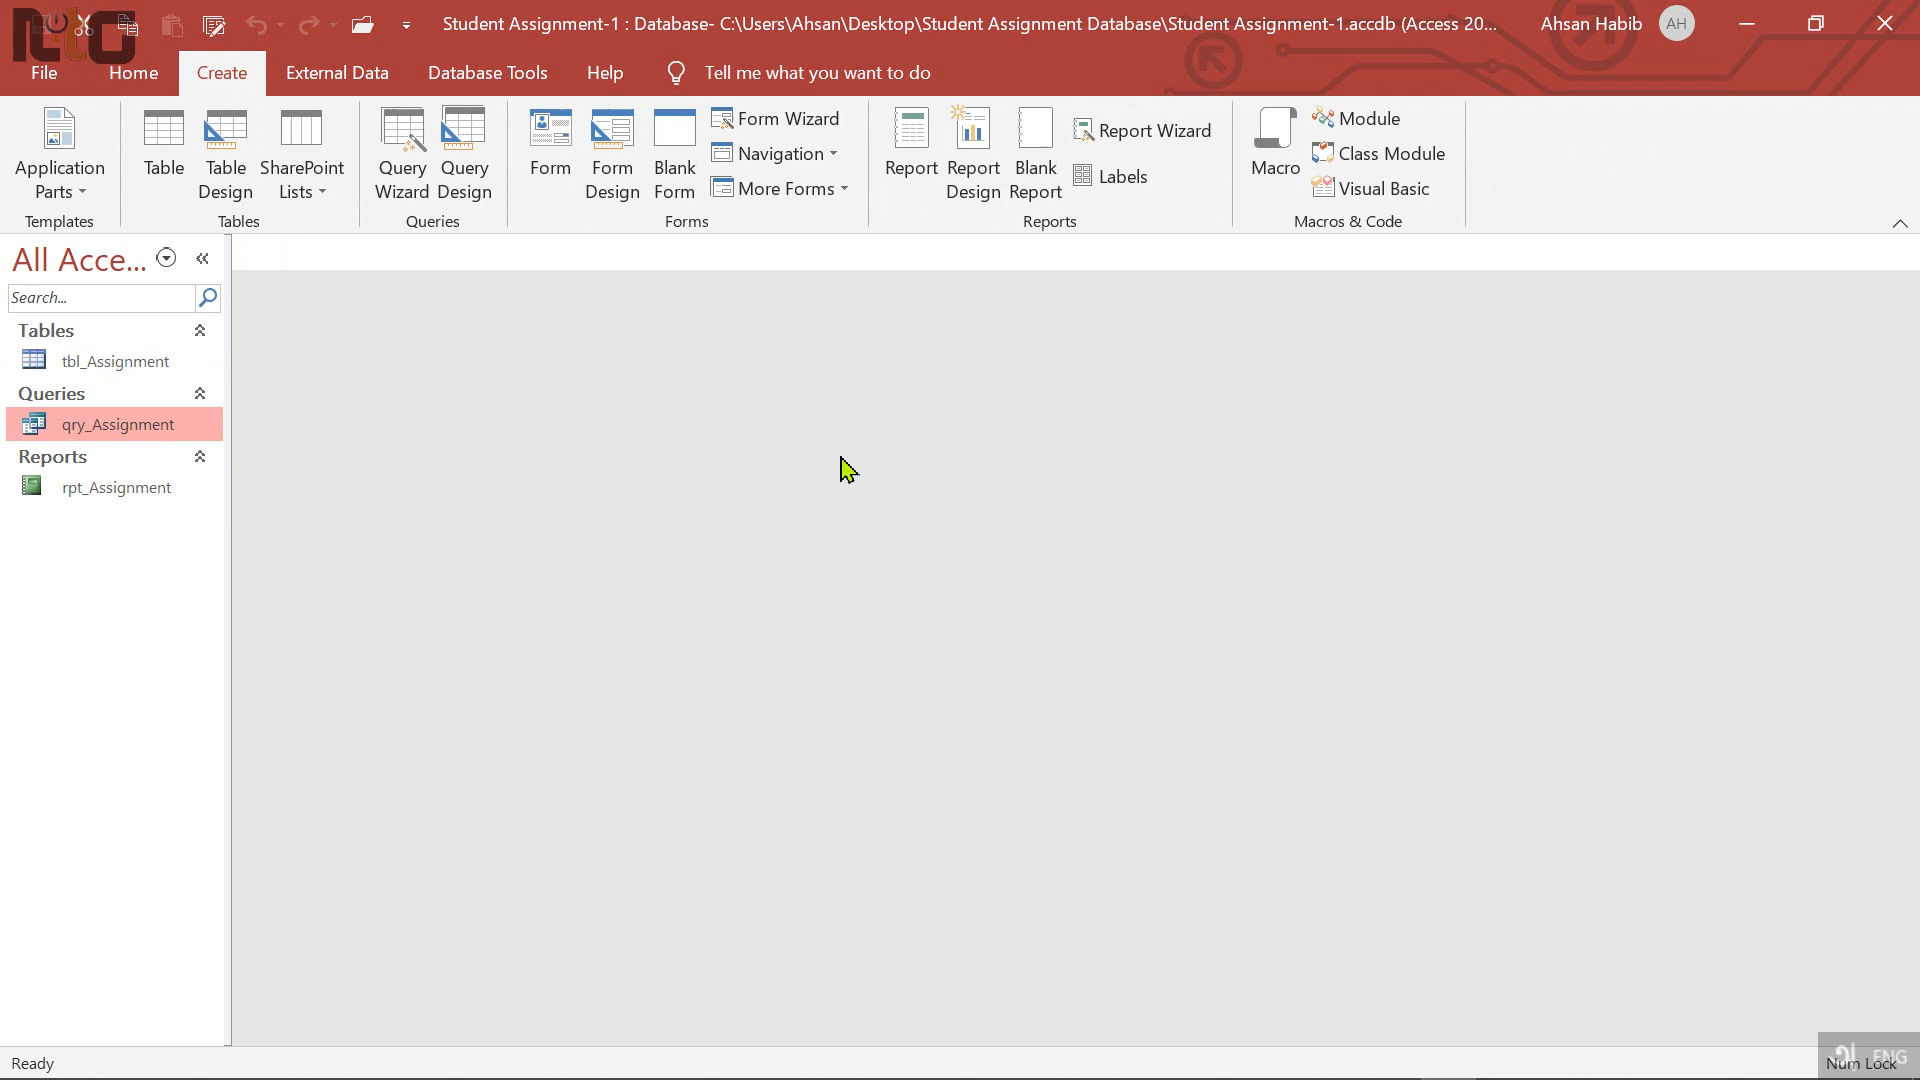 Student Assignment-1 : Database- C:\Users\Ahsan\Desktop\Student Assignment Database\Student Assignment-1.accdb (Access 20...
Ahsan Habib
AH
File
Home
Create
External Data
Database Tools
Help
Tell me what you want to do
Application
Parts
Table
Table
Design
SharePoint
Lists
Query
Wizard
Query
Design
Form
Form
Design
Blank
Form
Form Wizard
Navigation
More Forms
Report
Report
Design
Blank
Report
Report Wizard
Labels
Macro
Module
Class Module
Visual Basic
Templates
Tables
Queries
Forms
Reports
Macros & Code
All Acce...
Search...
Tables
tbl_Assignment
Queries
qry_Assignment
Reports
rpt_Assignment
Ready
Num Lock
ENG